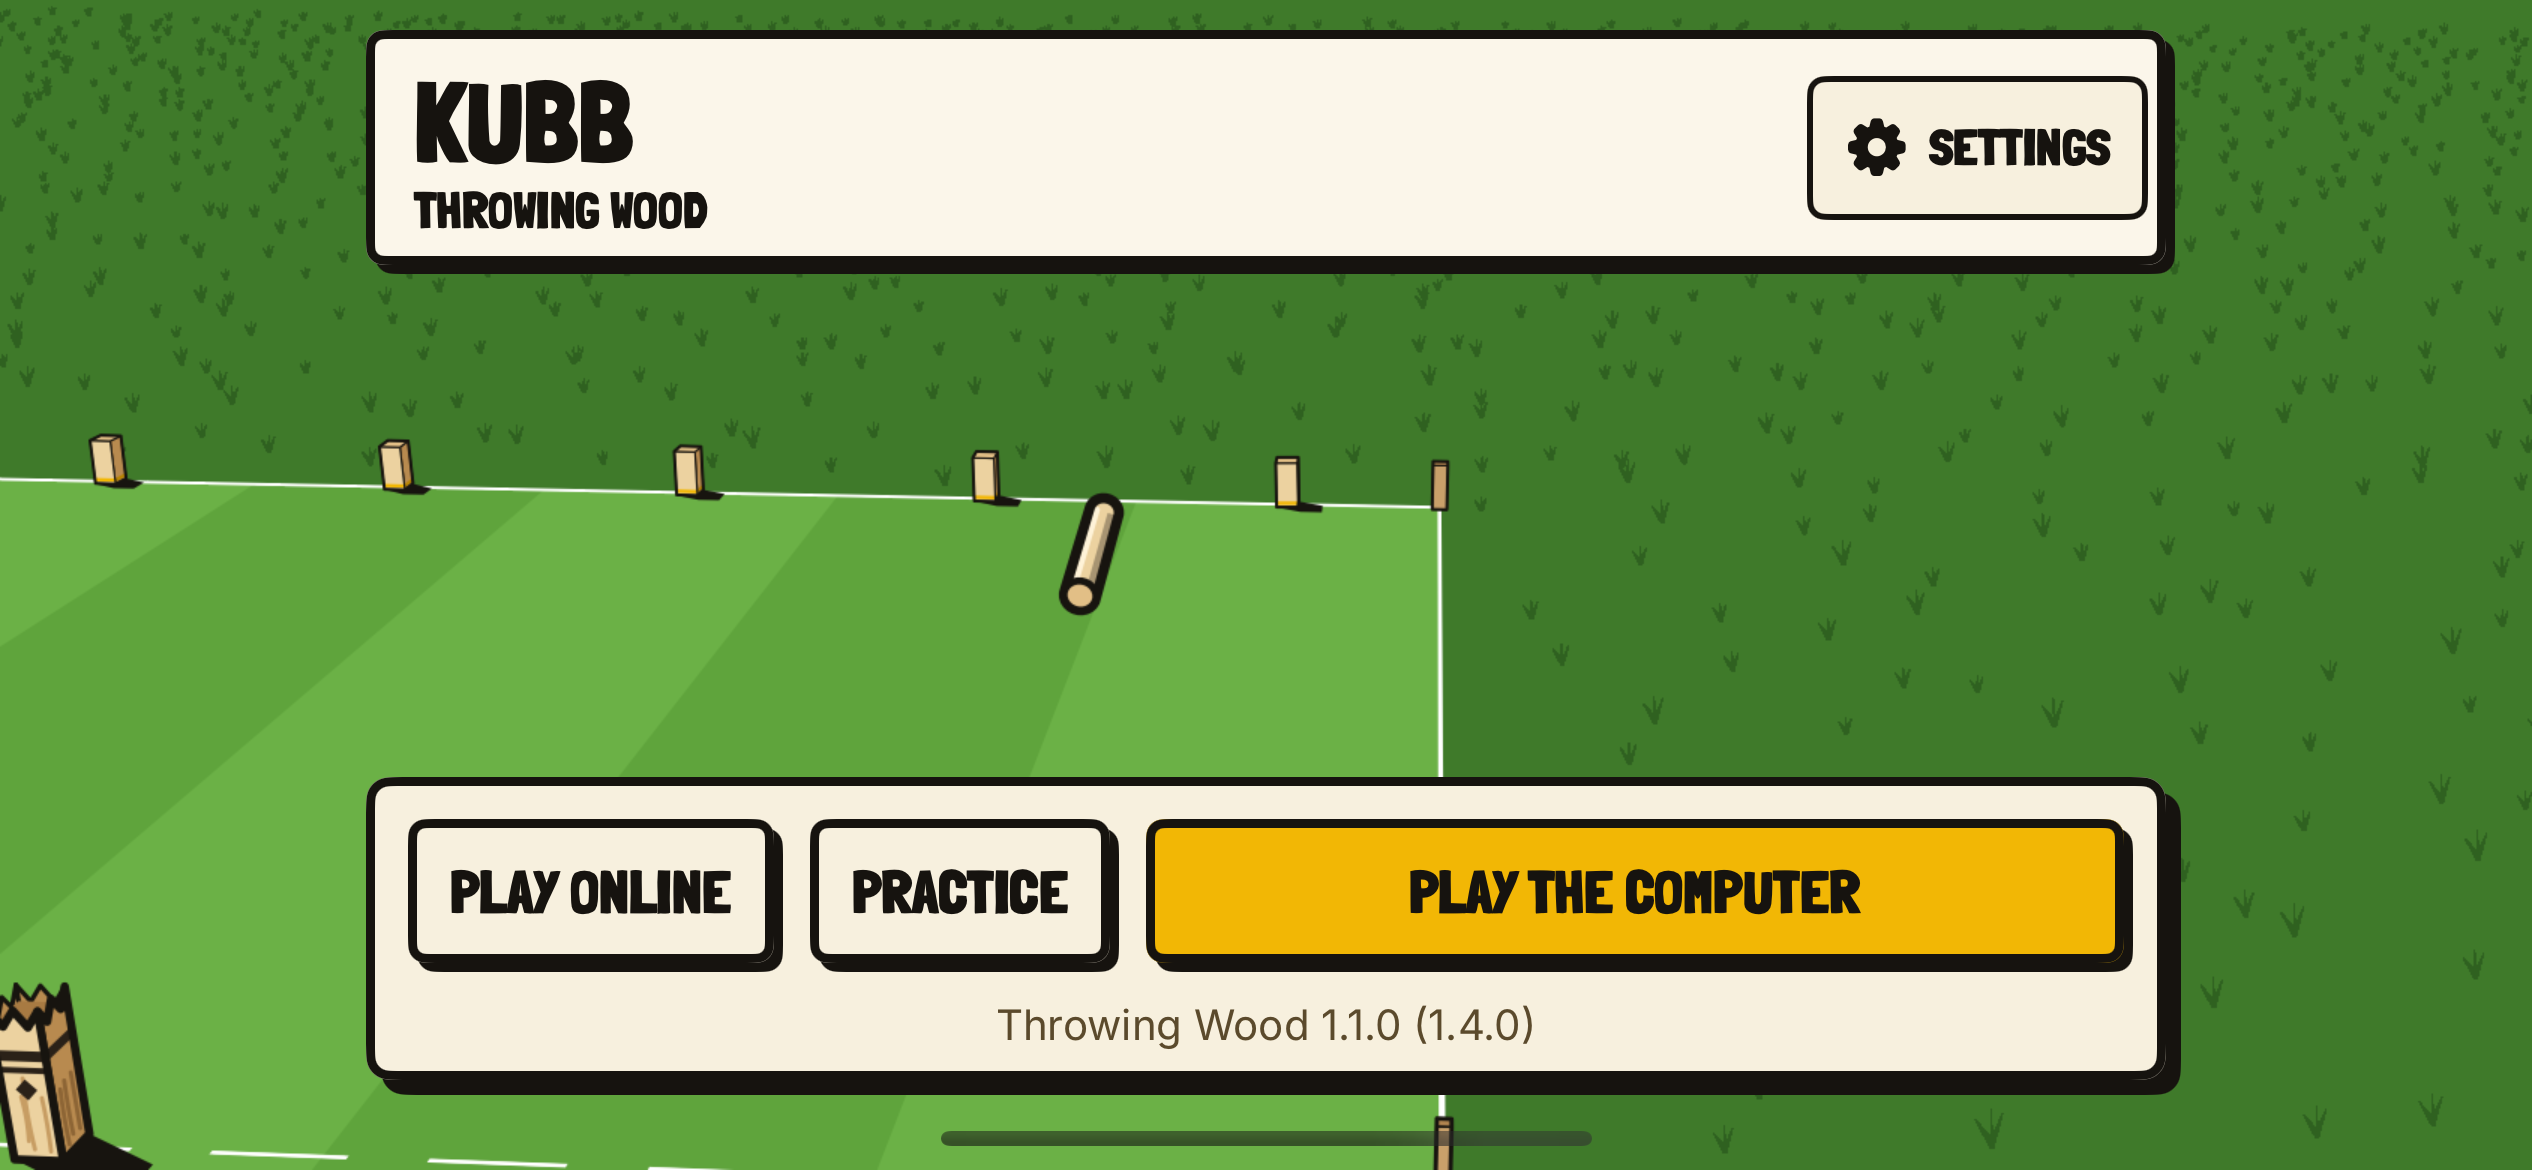 KUBB
THROWING WOOD
SETTINGS
PLAY ONLINE
PRACTICE
PLAY THE COMPUTER
Throwing Wood 1.1.0 (1.4.0)